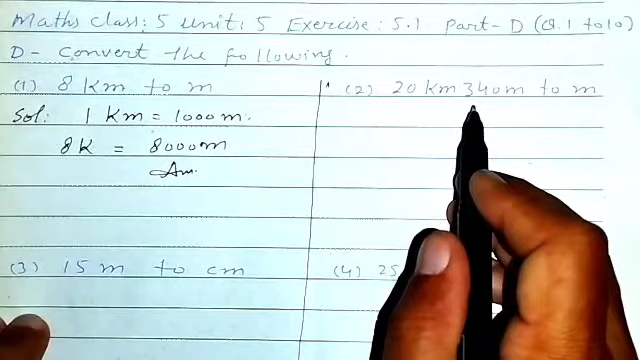 Maths class: 5 unit: 5 Exercise: 5.1 part-D (Q.1 to 10)
D- Convert the following.
(1) 8 km to m
Sol: 1 Km = 1000m.
8K = 8000m
Am.
(2) 20 km 340m to m
(3) 15 m to cm
(4) 25